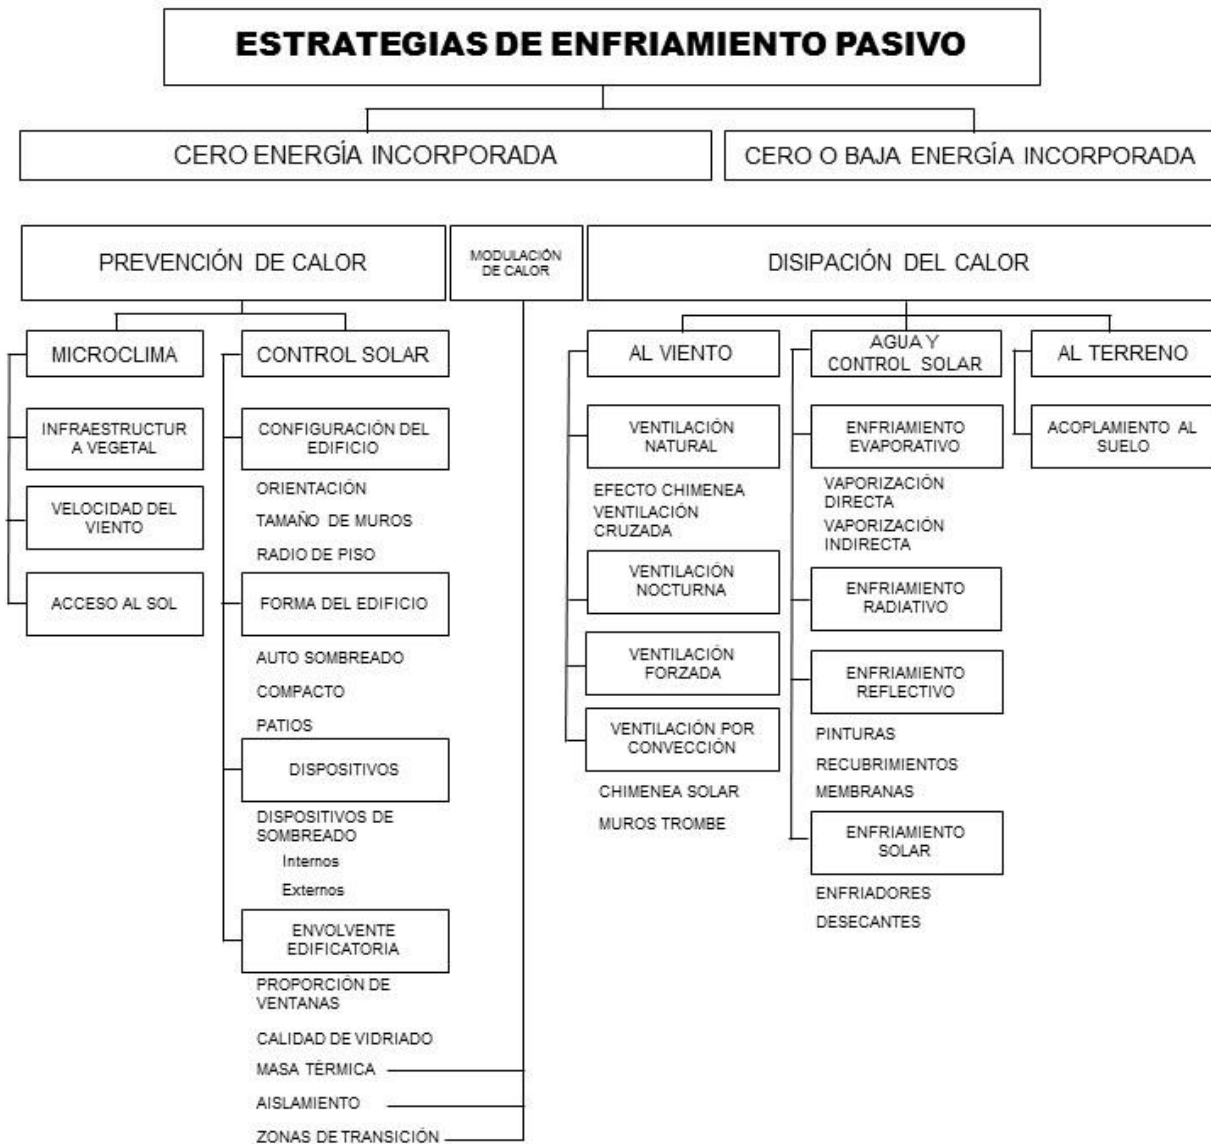 ESTRATEGIAS DE ENFRIAMIENTO PASIVO
CERO ENERGÍA INCORPORADA
CERO O BAJA ENERGÍA INCORPORADA
PREVENCIÓN DE CALOR
MODULACIÓN
DE CALOR
DISIPACIÓN DEL CALOR
MICROCLIMA
INFRAESTRUCTUR
A VEGETAL
VELOCIDAD DEL
VIENTO
ACCESO AL SOL
CONTROL SOLAR
CONFIGURACIÓN DEL
EDIFICIO
ORIENTACIÓN
TAMAÑO DE MUROS
RADIO DE PISO
FORMA DEL EDIFICIO
AUTO SOMBREADO
COMPACTO
PATIOS
DISPOSITIVOS
DISPOSITIVOS DE
SOMBREADO
Internos
Externos
ENVOLVENTE
EDIFICATORIA
PROPORCIÓN DE
VENTANAS
CALIDAD DE VIDRIADO
MASA TÉRMICA
AISLAMIENTO
ZONAS DE TRANSICIÓN
AL VIENTO
VENTILACIÓN
NATURAL
EFECTO CHIMENEA
VENTILACIÓN
CRUZADA
VENTILACIÓN
NOCTURNA
VENTILACIÓN
FORZADA
VENTILACIÓN POR
CONVECCIÓN
CHIMENEA SOLAR
MUROS TROMBE
AGUA Y
CONTROL SOLAR
ENFRIAMIENTO
EVAPORATIVO
VAPORIZACIÓN
DIRECTA
VAPORIZACIÓN
INDIRECTA
ENFRIAMIENTO
RADIATIVO
ENFRIAMIENTO
REFLECTIVO
PINTURAS
RECUBRIMIENTOS
MEMBRANAS
ENFRIAMIENTO
SOLAR
ENFRIADORES
DESECANTES
AL TERRENO
ACOPLAMIENTO AL
SUELO